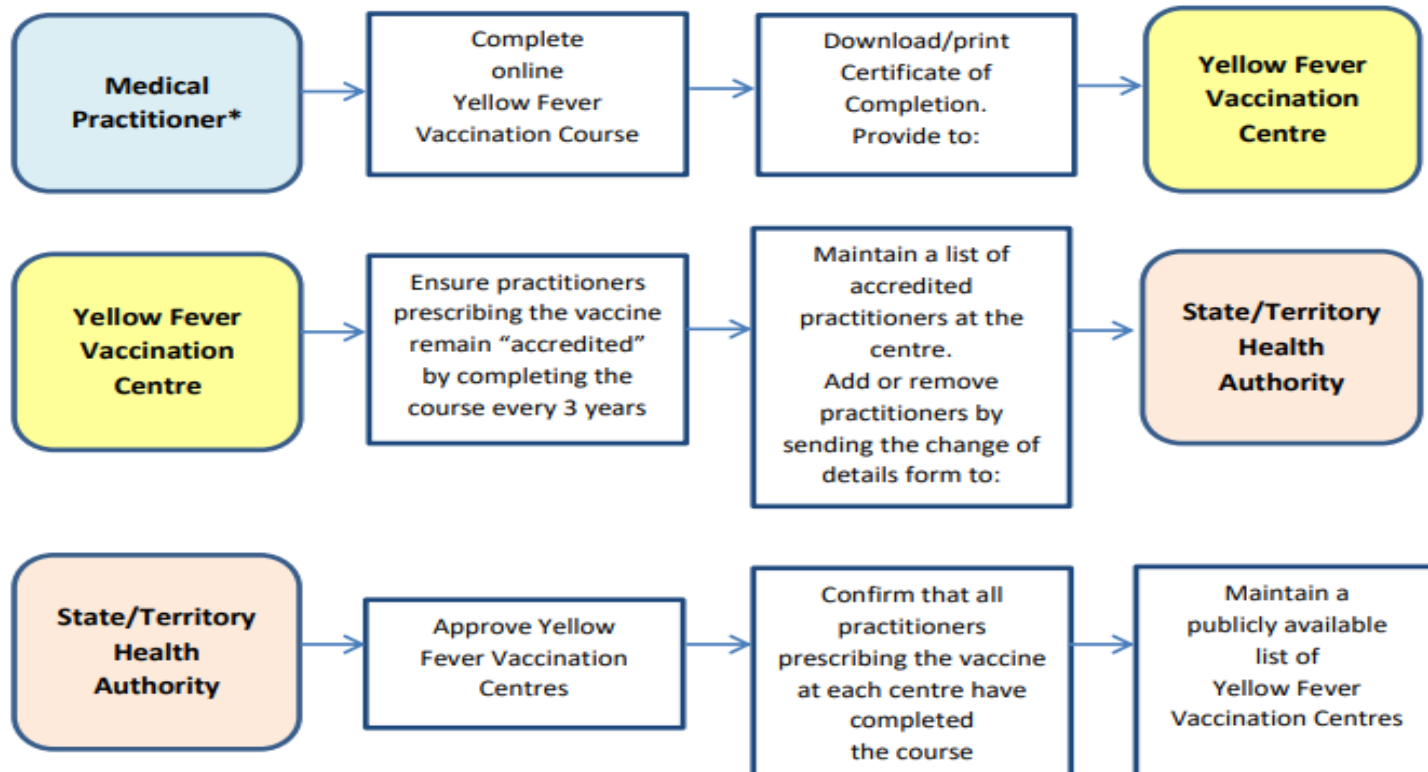 Medical
Practitioner*
Complete
online
Yellow Fever
Vaccination Course
Download/print
Certificate of
Completion.
Provide to:
Yellow Fever
Vaccination
Centre
Yellow Fever
Vaccination
Centre
Ensure practitioners
prescribing the vaccine
remain “accredited”
by completing the
course every 3 years
Maintain a list of
accredited
practitioners at the
centre.
Add or remove
practitioners by
sending the change of
details form to:
State/Territory
Health
Authority
State/Territory
Health
Authority
Approve Yellow
Fever Vaccination
Centres
Confirm that all
practitioners
prescribing the vaccine
at each centre have
completed
the course
Maintain a
publicly available
list of
Yellow Fever
Vaccination Centres